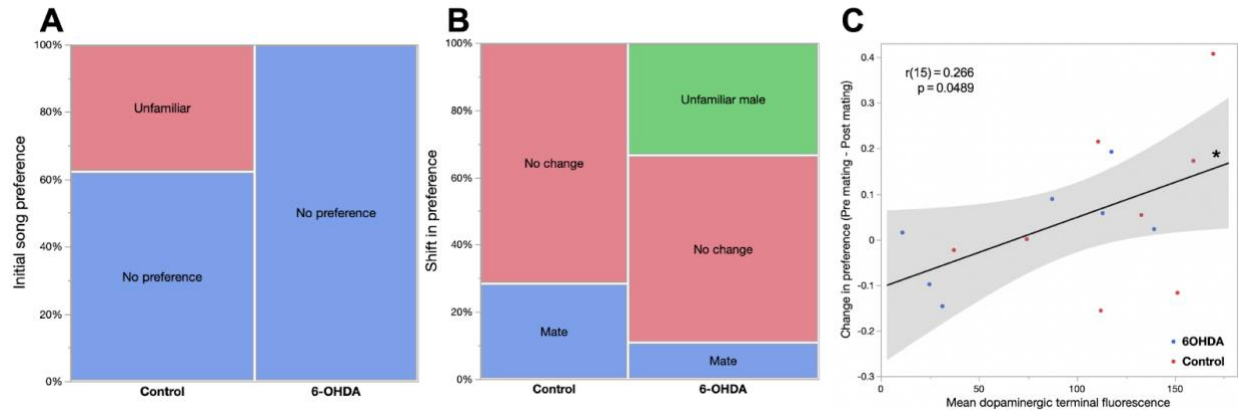 A
Initial song preference
100%
80%
60%
40%
20%
0%
Unfamiliar
No preference
No preference
Control
6-OHDA
B
Shift in preference
100%
80%
60%
40%
20%
0%
No change
Mate
Unfamiliar male
No change
Mate
Control
6-OHDA
C
Change in preference (Pre mating - Post mating)
0.4
0.3
0.2
0.1
0
-0.1
-0.2
-0.3
r(15) = 0.266
p = 0.0489
*
6OHDA
Control
0
50
100
150
Mean dopaminergic terminal fluorescence